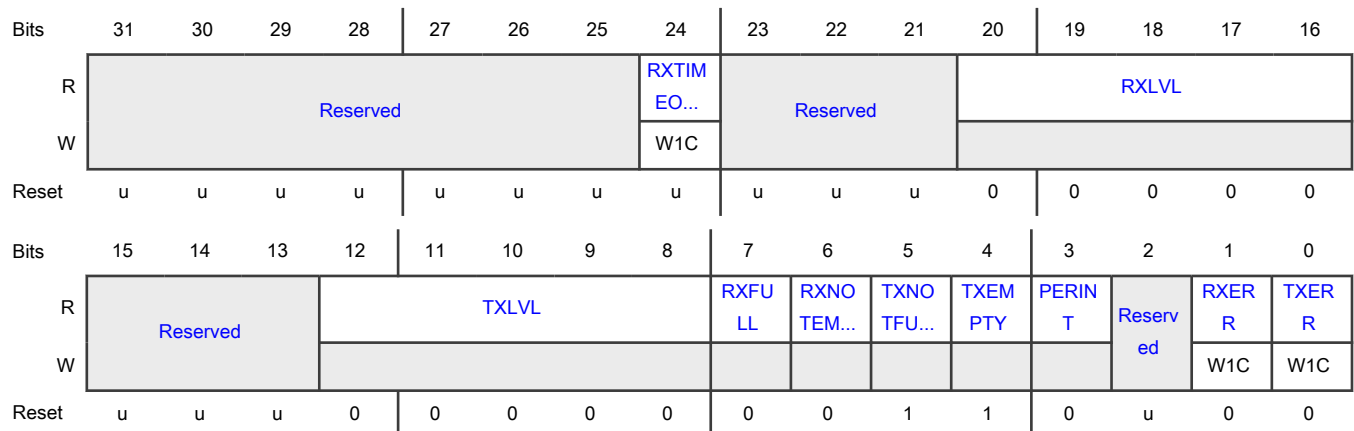 Bits 31 30 29 28 27 26 25 24 23 22 21 20 19 18 17 16
R Reserved RXTIM Reserved RXLVL
EO...
W W1C
Reset u u u u u u u u u u u 0 0 0 0 0
Bits 15 14 13 12 11 10 9 8 7 6 5 4 3 2 1 0
R Reserved TXLVL RXFU RXNO TXNO TXEM PERIN Reserv RXERR TXER
LL TEM... TFU... PTY T ed R R
W W1C W1C
Reset u u u 0 0 0 0 0 0 0 1 1 0 u 0 0